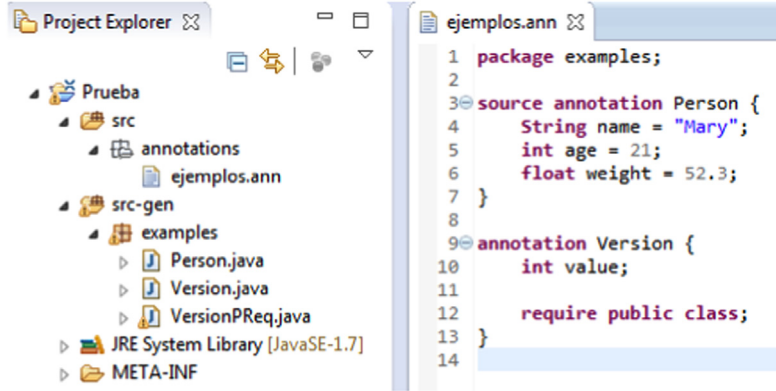 Project Explorer
Prueba
src
annotations
ejemplos.ann
src-gen
examples
Person.java
Version.java
VersionPReq.java
JRE System Library [JavaSE-1.7]
META-INF
ejemplos.ann
1 package examples;
2
3 source annotation Person {
4 String name = "Mary";
5 int age = 21;
6 float weight = 52.3;
7 }
8
9 annotation Version {
10 int value;
11
12 require public class;
13 }
14